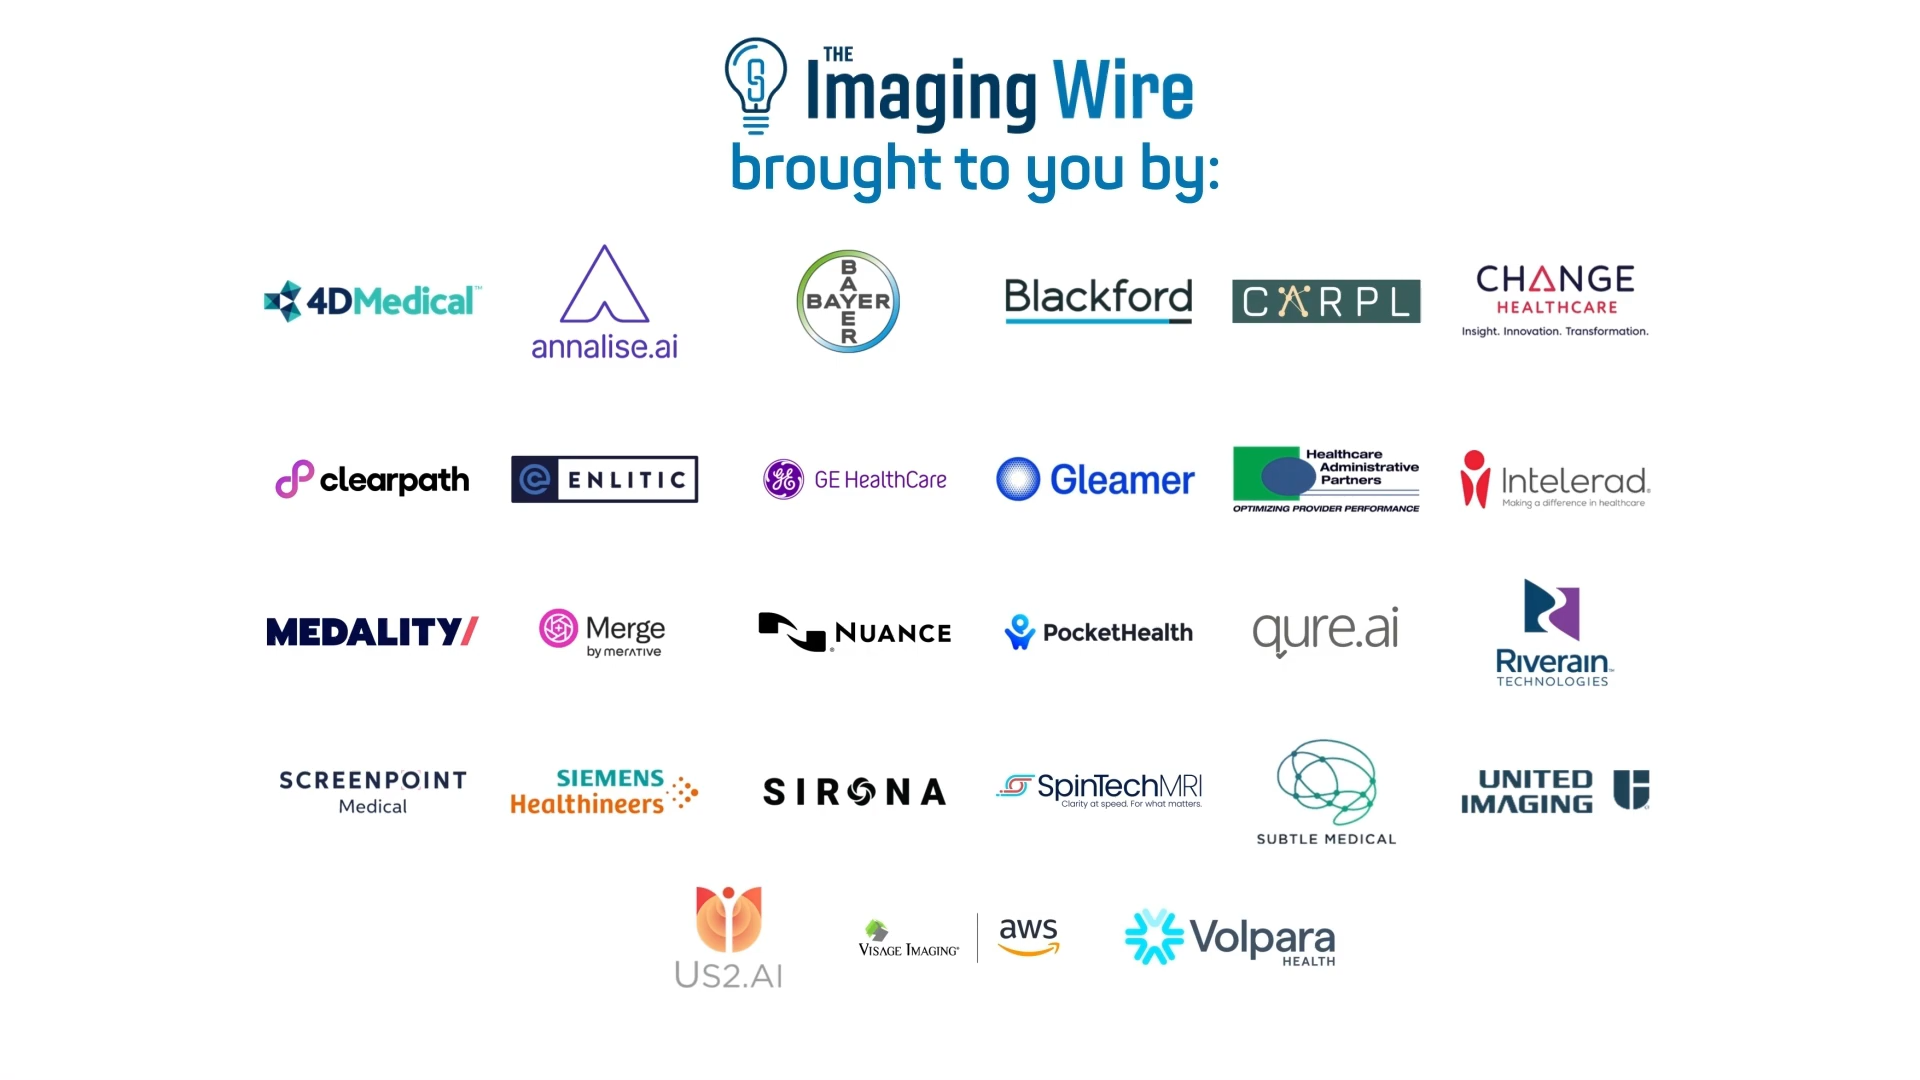 THE
Imaging Wire
brought to you by:
4DMedical™
annalise.ai
BAYER
BAYER
Blackford
CARPL
CHANGE
HEALTHCARE
Insight. Innovation. Transformation.
clearpath
ENLITIC
GE HealthCare
Gleamer
Healthcare
Administrative
Partners
OPTIMIZING PROVIDER PERFORMANCE
Intelerad®
Making a difference in healthcare
MEDALITY/
Merge
by MERATIVE
NUANCE
PocketHealth
qure.ai
Riverain™
TECHNOLOGIES
SCREENPOINT
Medical
SIEMENS
Healthineers
SIRONA
SpinTechMRI
Clarity at speed. For what matters.
SUBTLE MEDICAL
UNITED
IMAGING
US2.AI
VISAGE IMAGING®
aws
Volpara
HEALTH